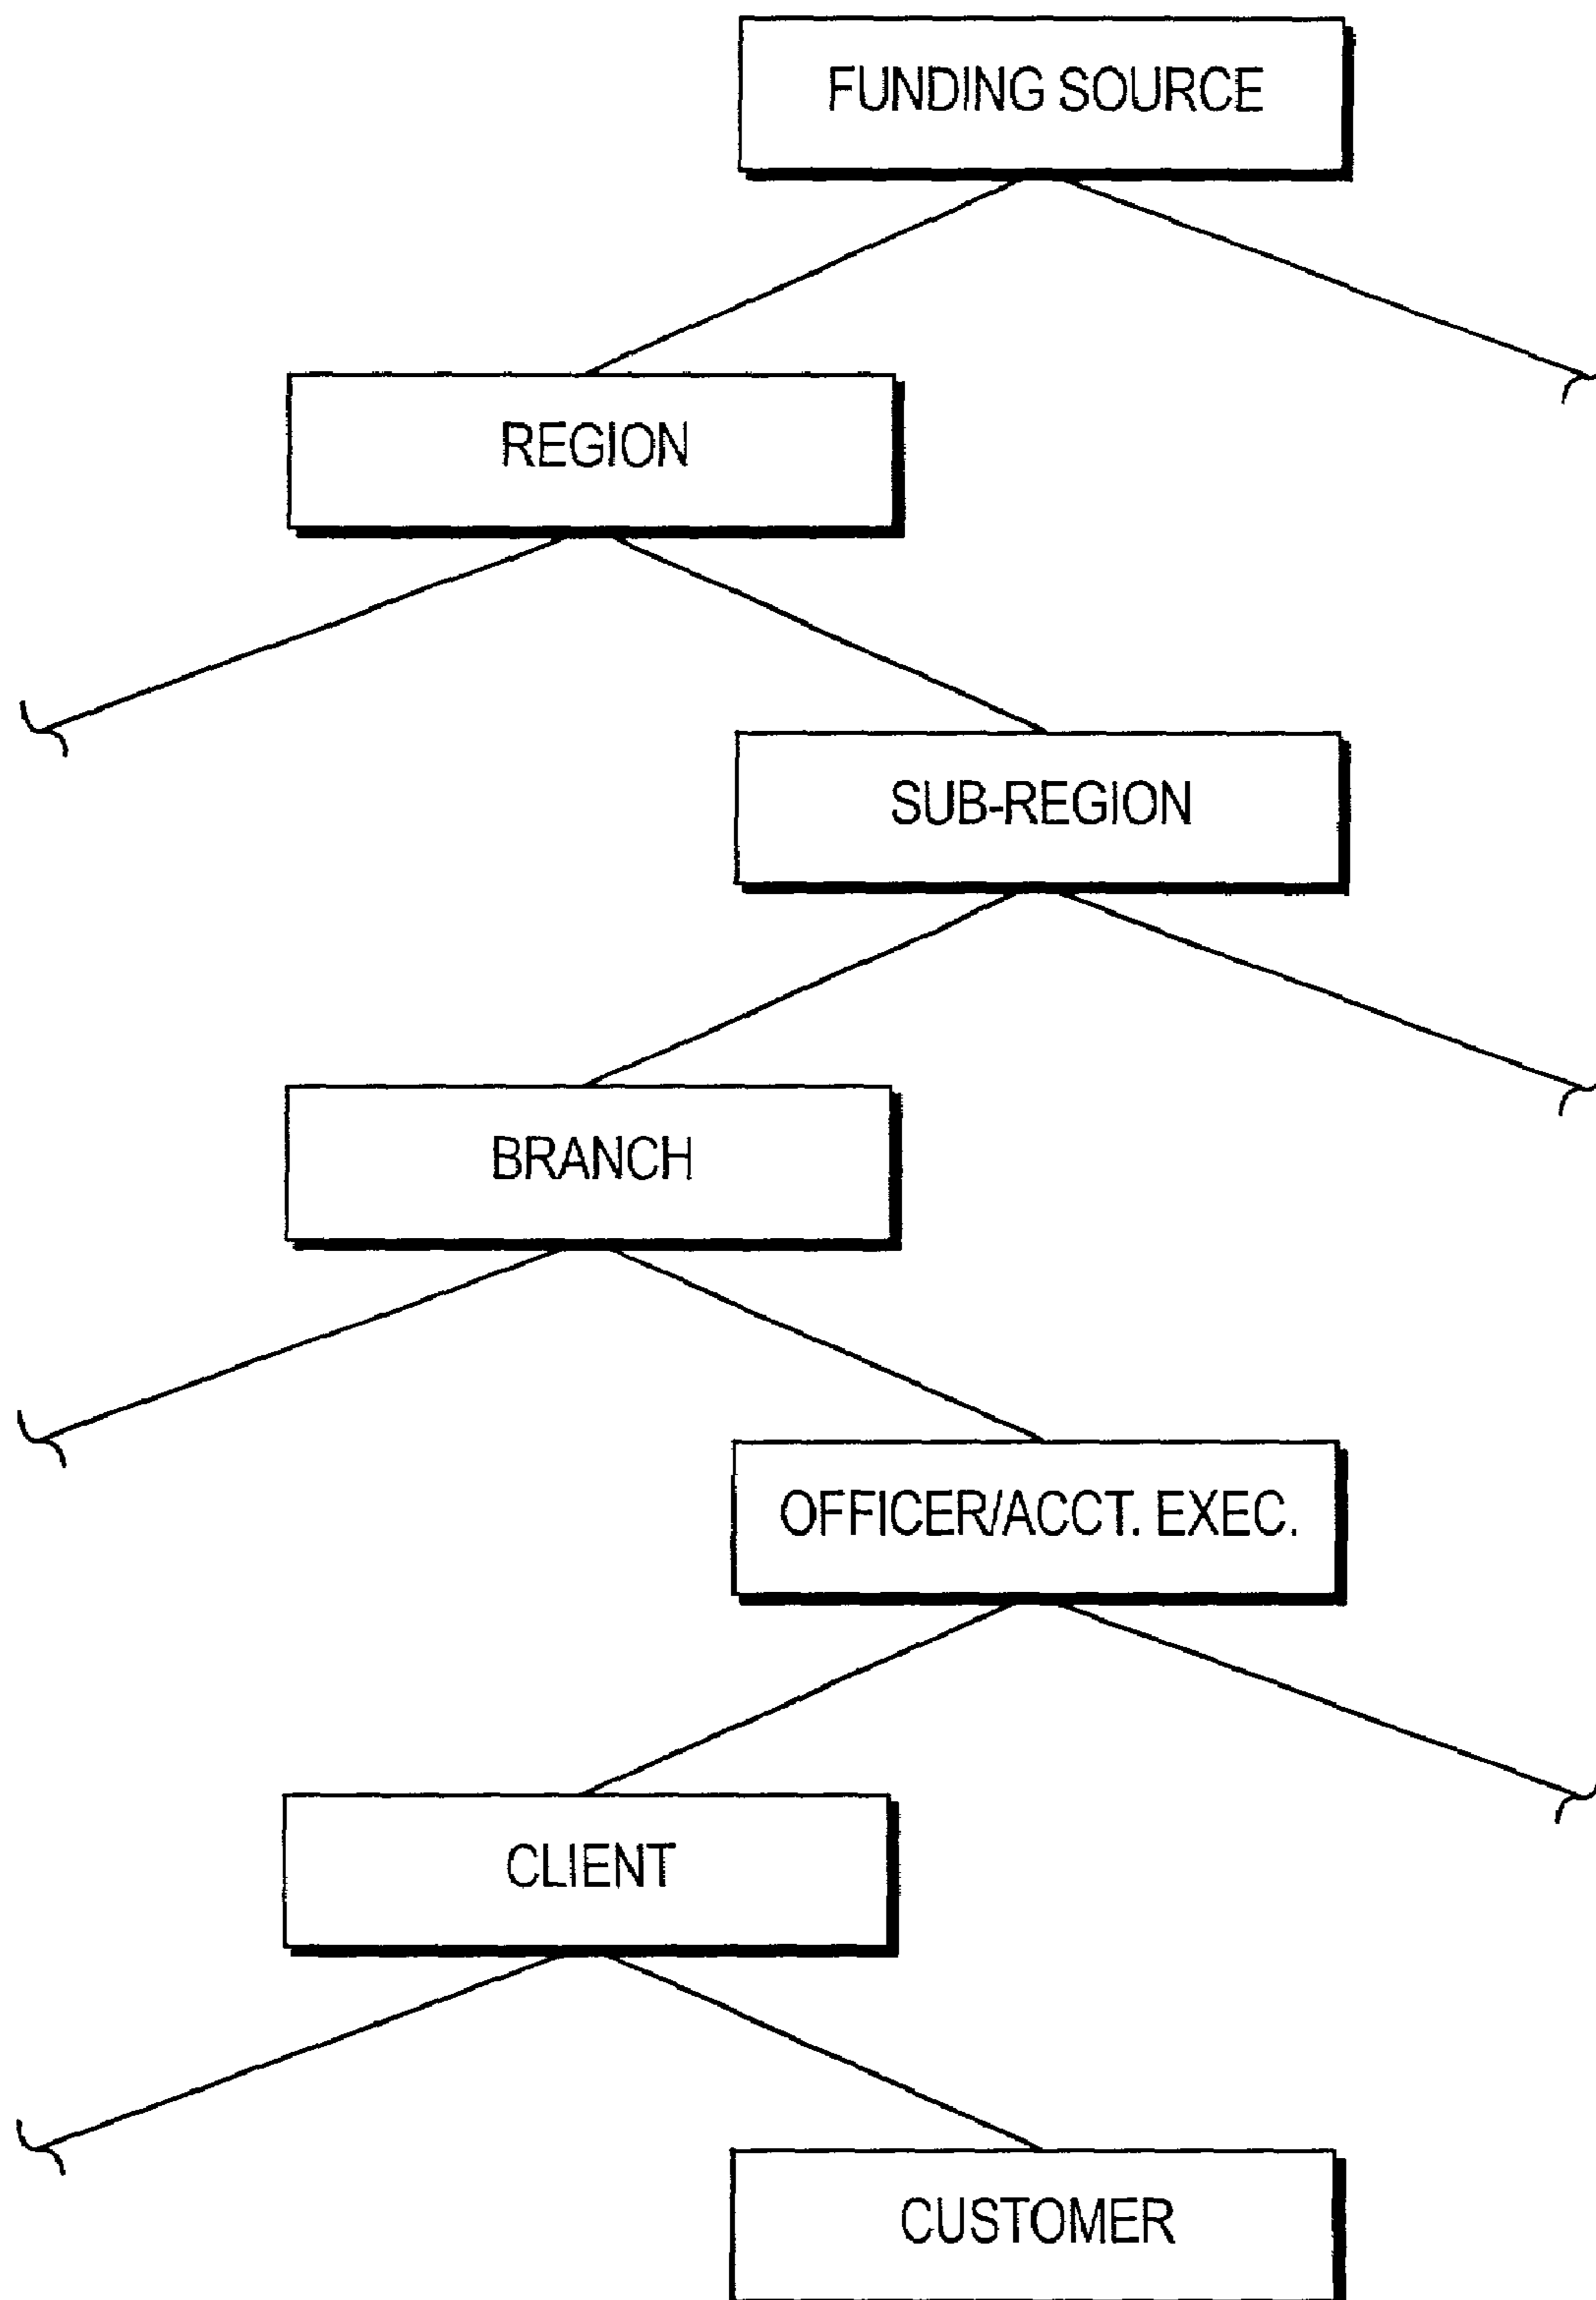 FUNDING SOURCE
REGION
SUB-REGION
BRANCH
OFFICER/ACCT. EXEC.
CLIENT
CUSTOMER